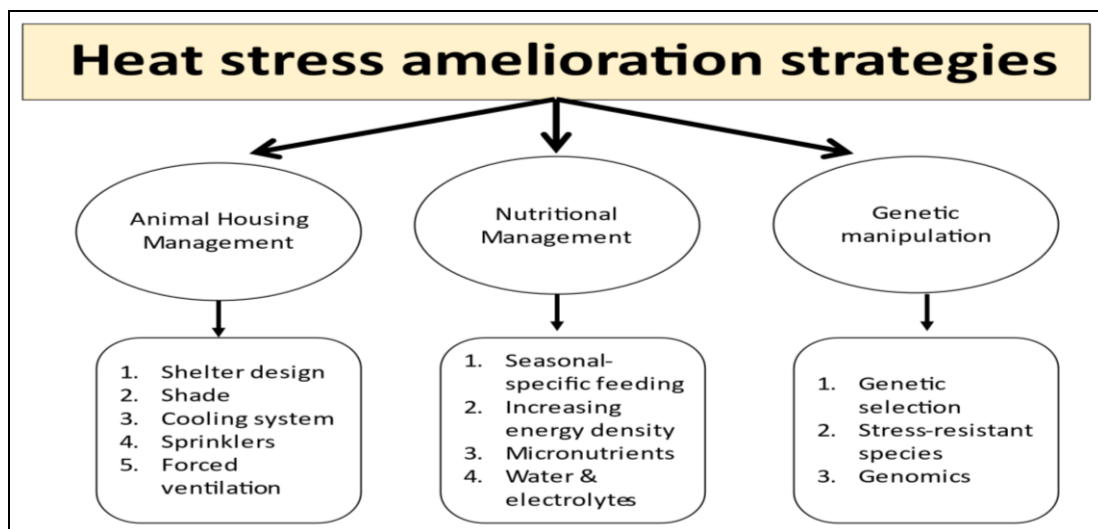 Heat stress amelioration strategies
Animal Housing
Management
Nutritional
Management
Genetic
manipulation
1. Shelter design
2. Shade
3. Cooling system
4. Sprinklers
5. Forced
ventilation
1. Seasonal-
specific feeding
2. Increasing
energy density
3. Micronutrients
4. Water &
electrolytes
1. Genetic
selection
2. Stress-resistant
species
3. Genomics